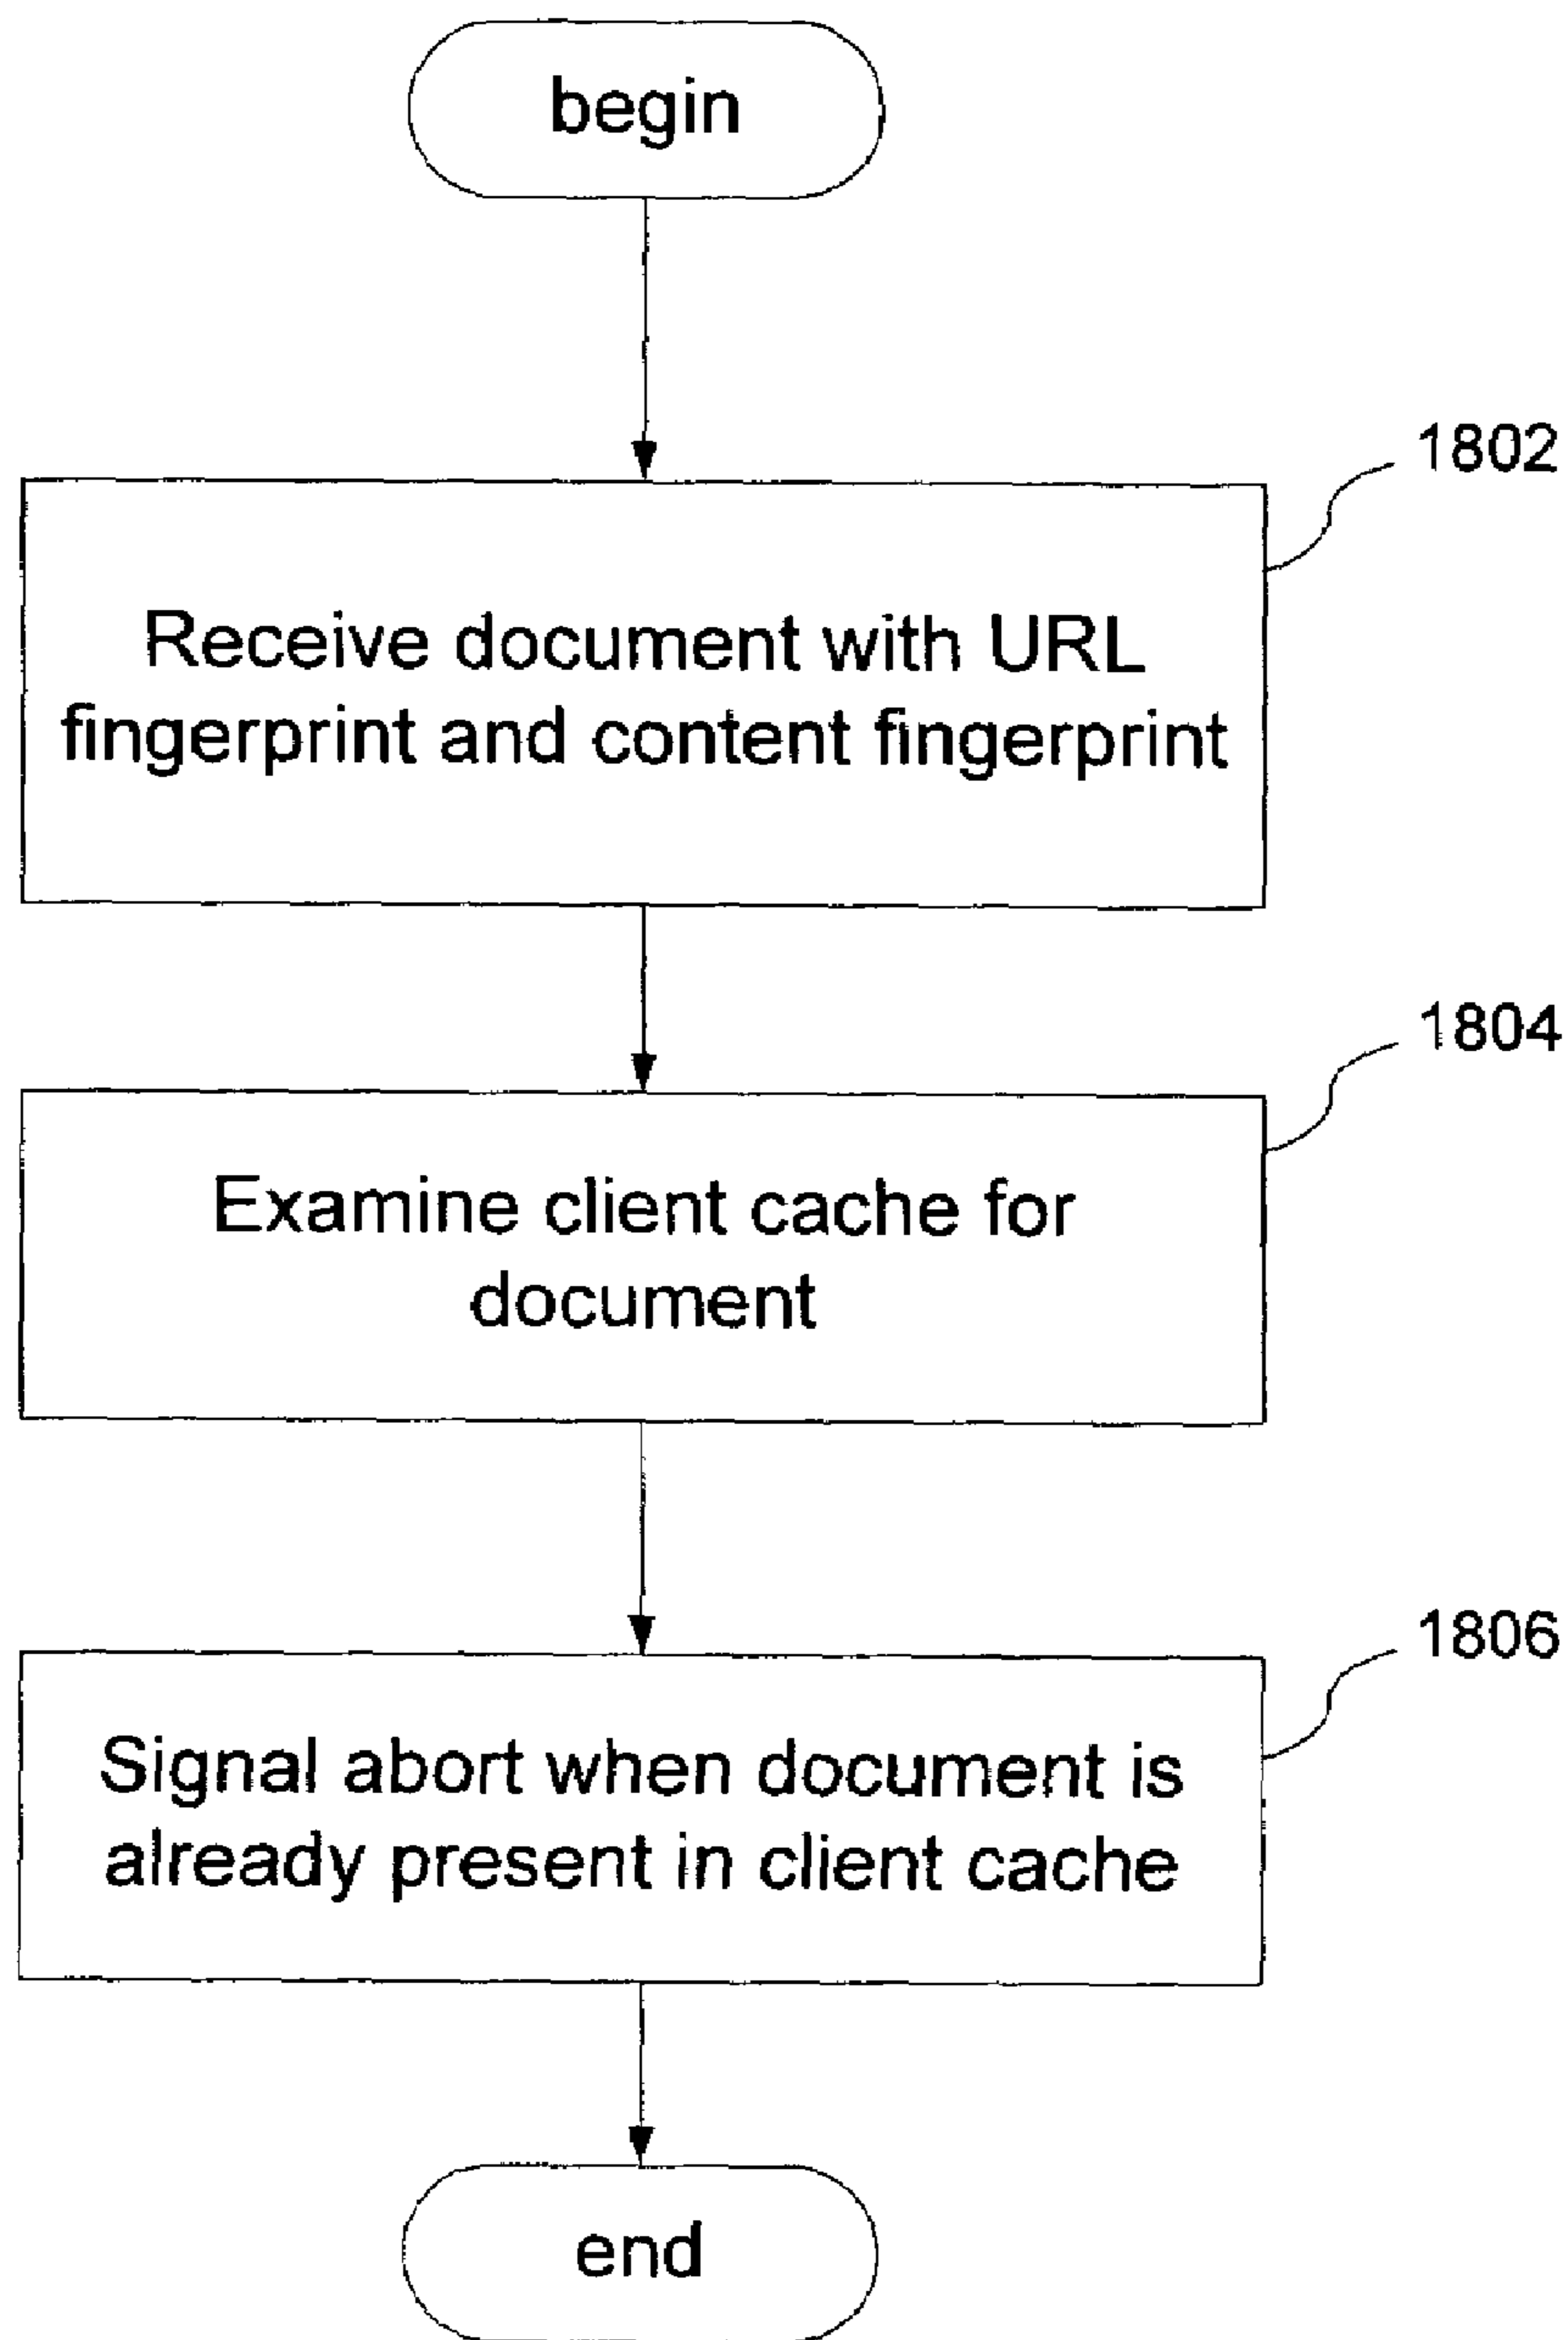 begin
1802
Receive document with URL
fingerprint and content fingerprint
1804
Examine client cache for
document
1806
Signal abort when document is
already present in client cache
end